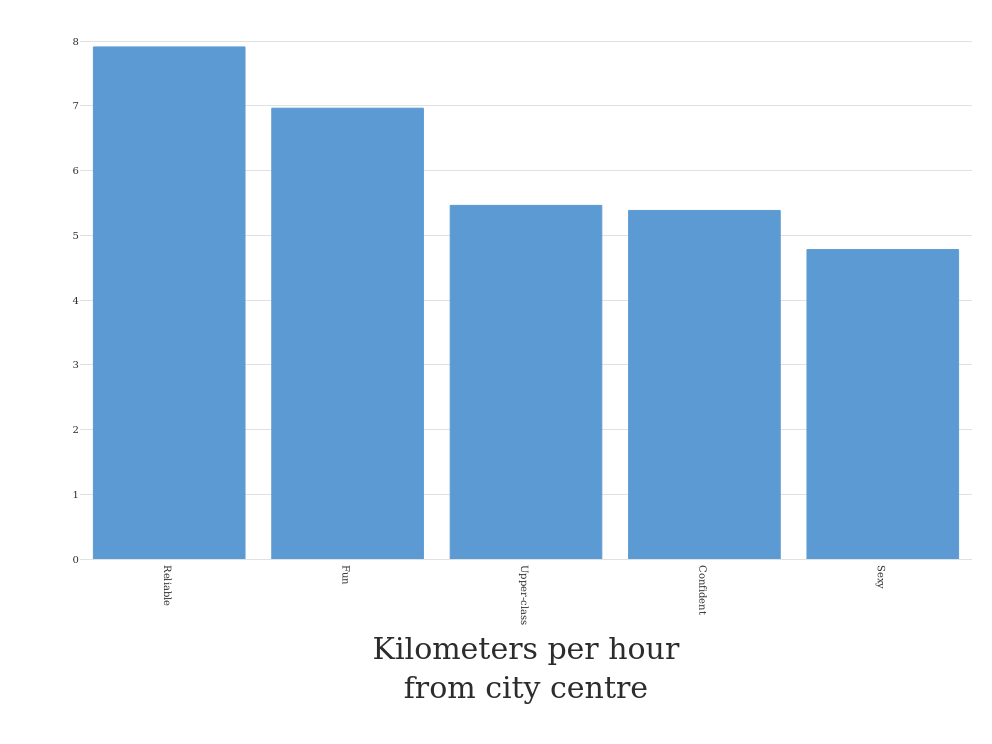 8
7
6
5
4
3
2
1
0
Reliable
Fun
Upper-class
Confident
Sexy
Kilometers per hour
from city centre